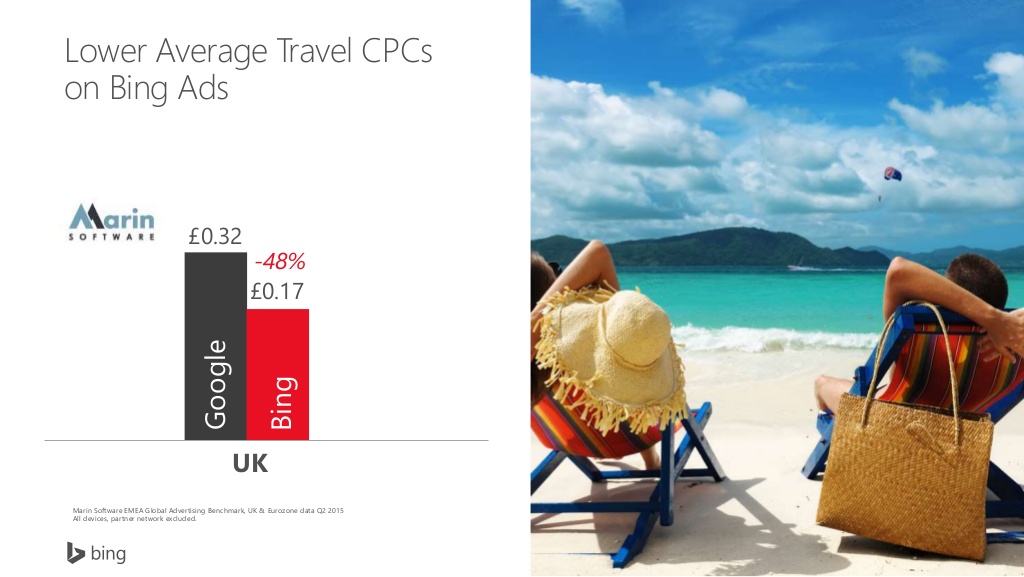 Lower Average Travel CPCs
on Bing Ads
Marin
SOFTWARE
£0.32
-48%
£0.17
Google
Bing
UK
Marin Software EMEA Global Advertising Benchmark, UK & Eurozone data Q2 2015
All devices, partner network excluded.
bing